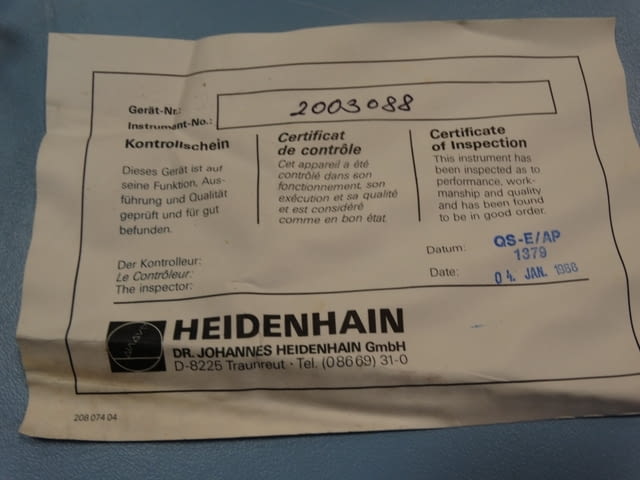 Gerät-Nr.:
Instrument-No.:
2003088
Kontrollschein
Dieses Gerät ist auf
seine Funktion, Aus-
führung und Qualität
geprüft und für gut
befunden.
Certificat
de contrôle
Cet appareil a été
contrôlé dans son
fonctionnement, son
exécution et sa qualité
et est considéré
comme en bon état.
Certificate
of Inspection
This instrument has
been inspected as to
performance, work-
manship and quality
and has been found
to be in good order.
Der Kontrolleur:
Le Contrôleur:
The inspector:
Datum:
Date:
QS-E/AP
1379
04. JAN. 1986
HEIDENHAIN
DR. JOHANNES HEIDENHAIN GmbH
D-8225 Traunreut · Tel. (08669) 31-0
208 074 04